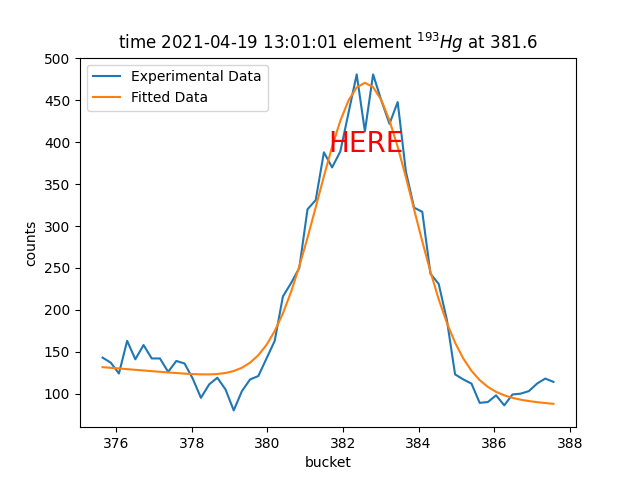 time 2021-04-19 13:01:01 element ¹⁹³Hg at 381.6
Experimental Data
Fitted Data
HERE
counts
500
450
400
350
300
250
200
150
100
376 378 380 382 384 386 388
bucket